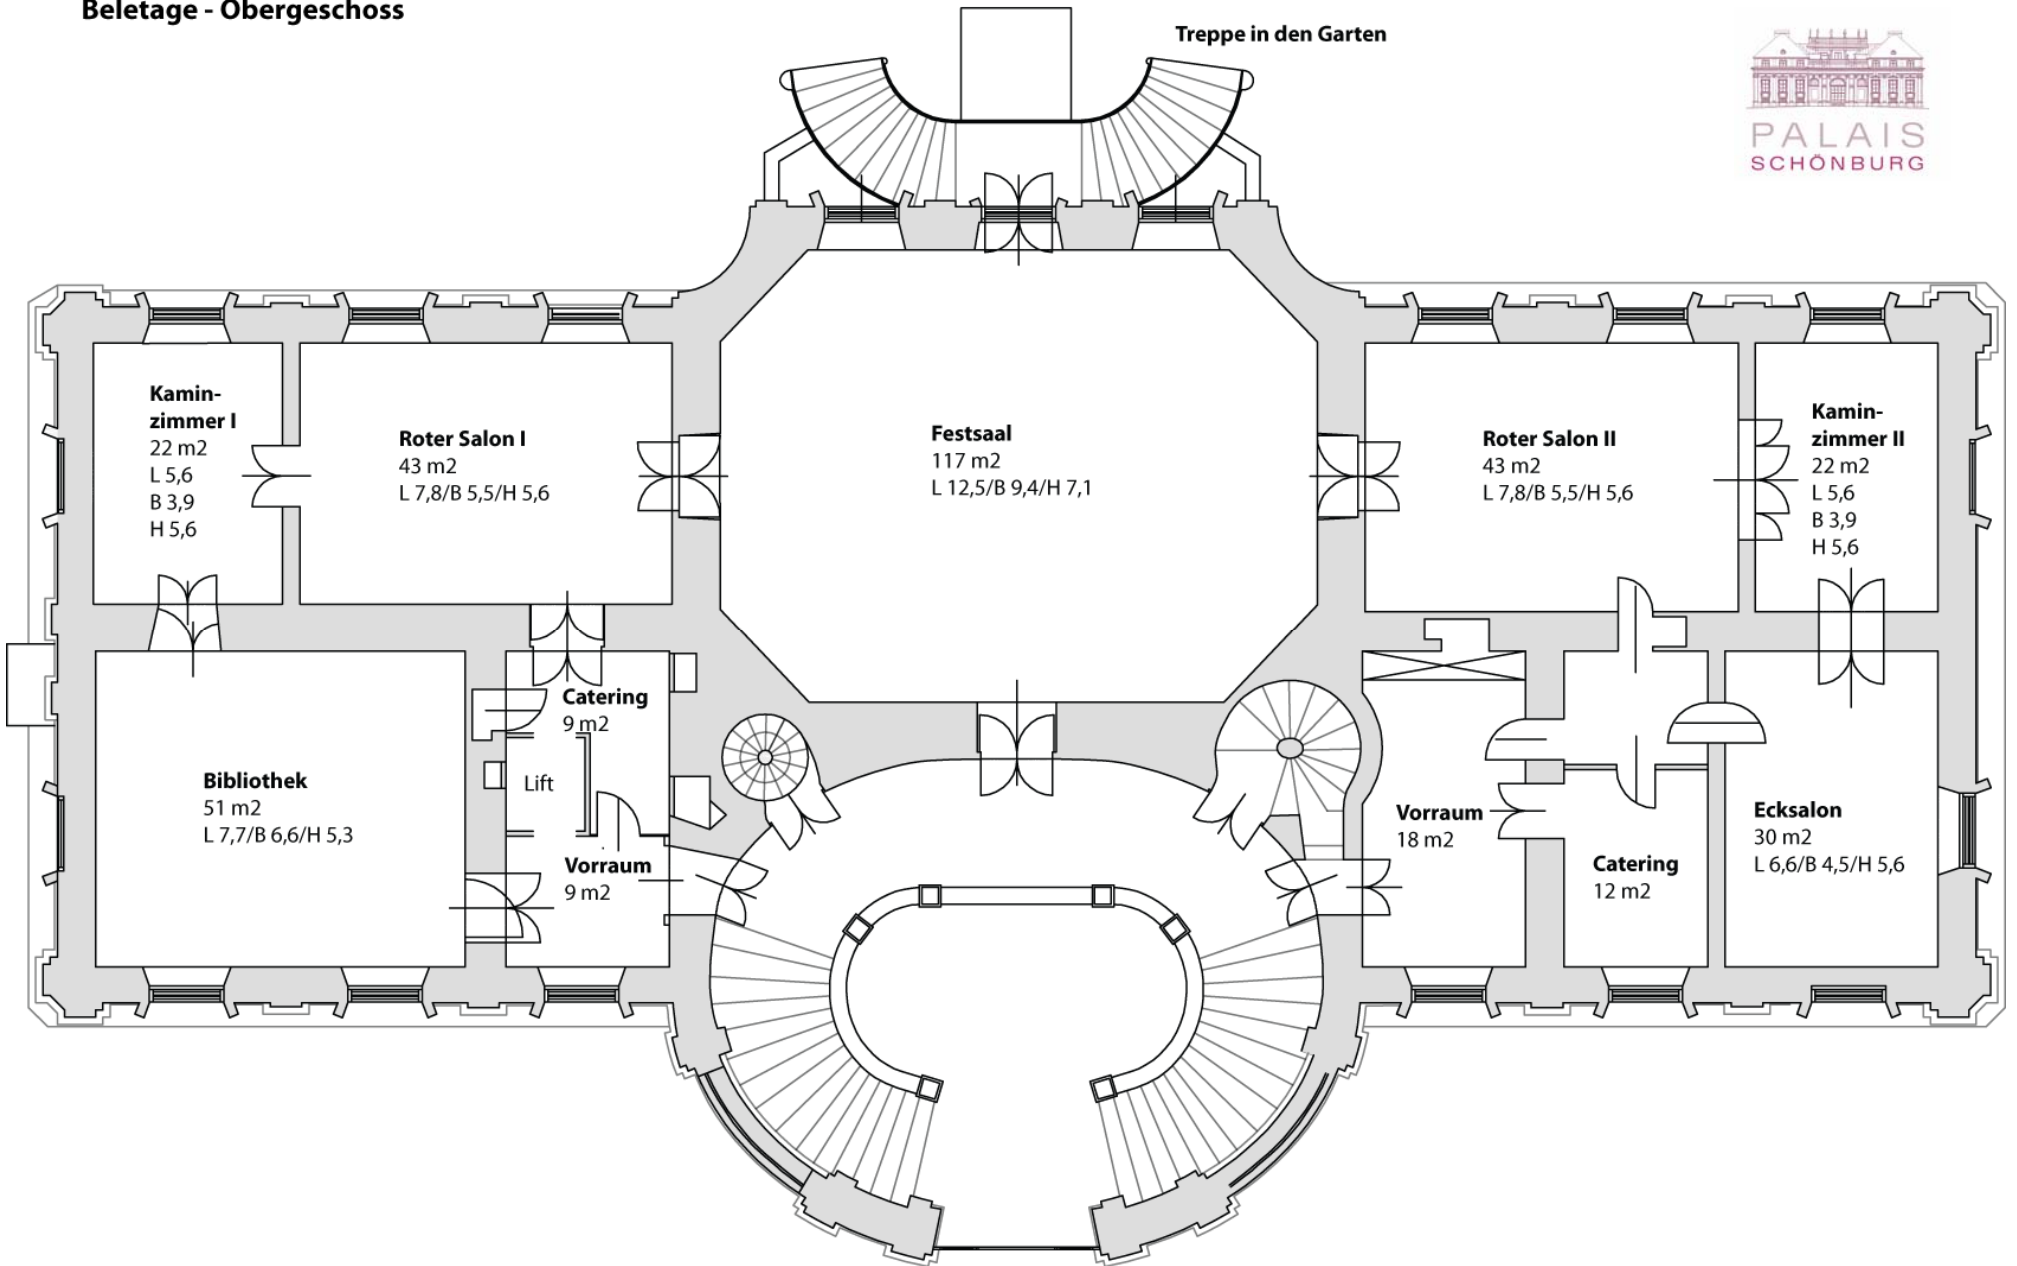 Beletage - Obergeschoss
Treppe in den Garten
PALAIS
SCHÖNBURG
Kamin-
zimmer I
22 m2
L 5,6
B 3,9
H 5,6
Roter Salon I
43 m2
L 7,8/B 5,5/H 5,6
Festsaal
117 m2
L 12,5/B 9,4/H 7,1
Roter Salon II
43 m2
L 7,8/B 5,5/H 5,6
Kamin-
zimmer II
22 m2
L 5,6
B 3,9
H 5,6
Bibliothek
51 m2
L 7,7/B 6,6/H 5,3
Catering
9 m2
Lift
Vorraum
9 m2
Vorraum
18 m2
Catering
12 m2
Ecksalon
30 m2
L 6,6/B 4,5/H 5,6